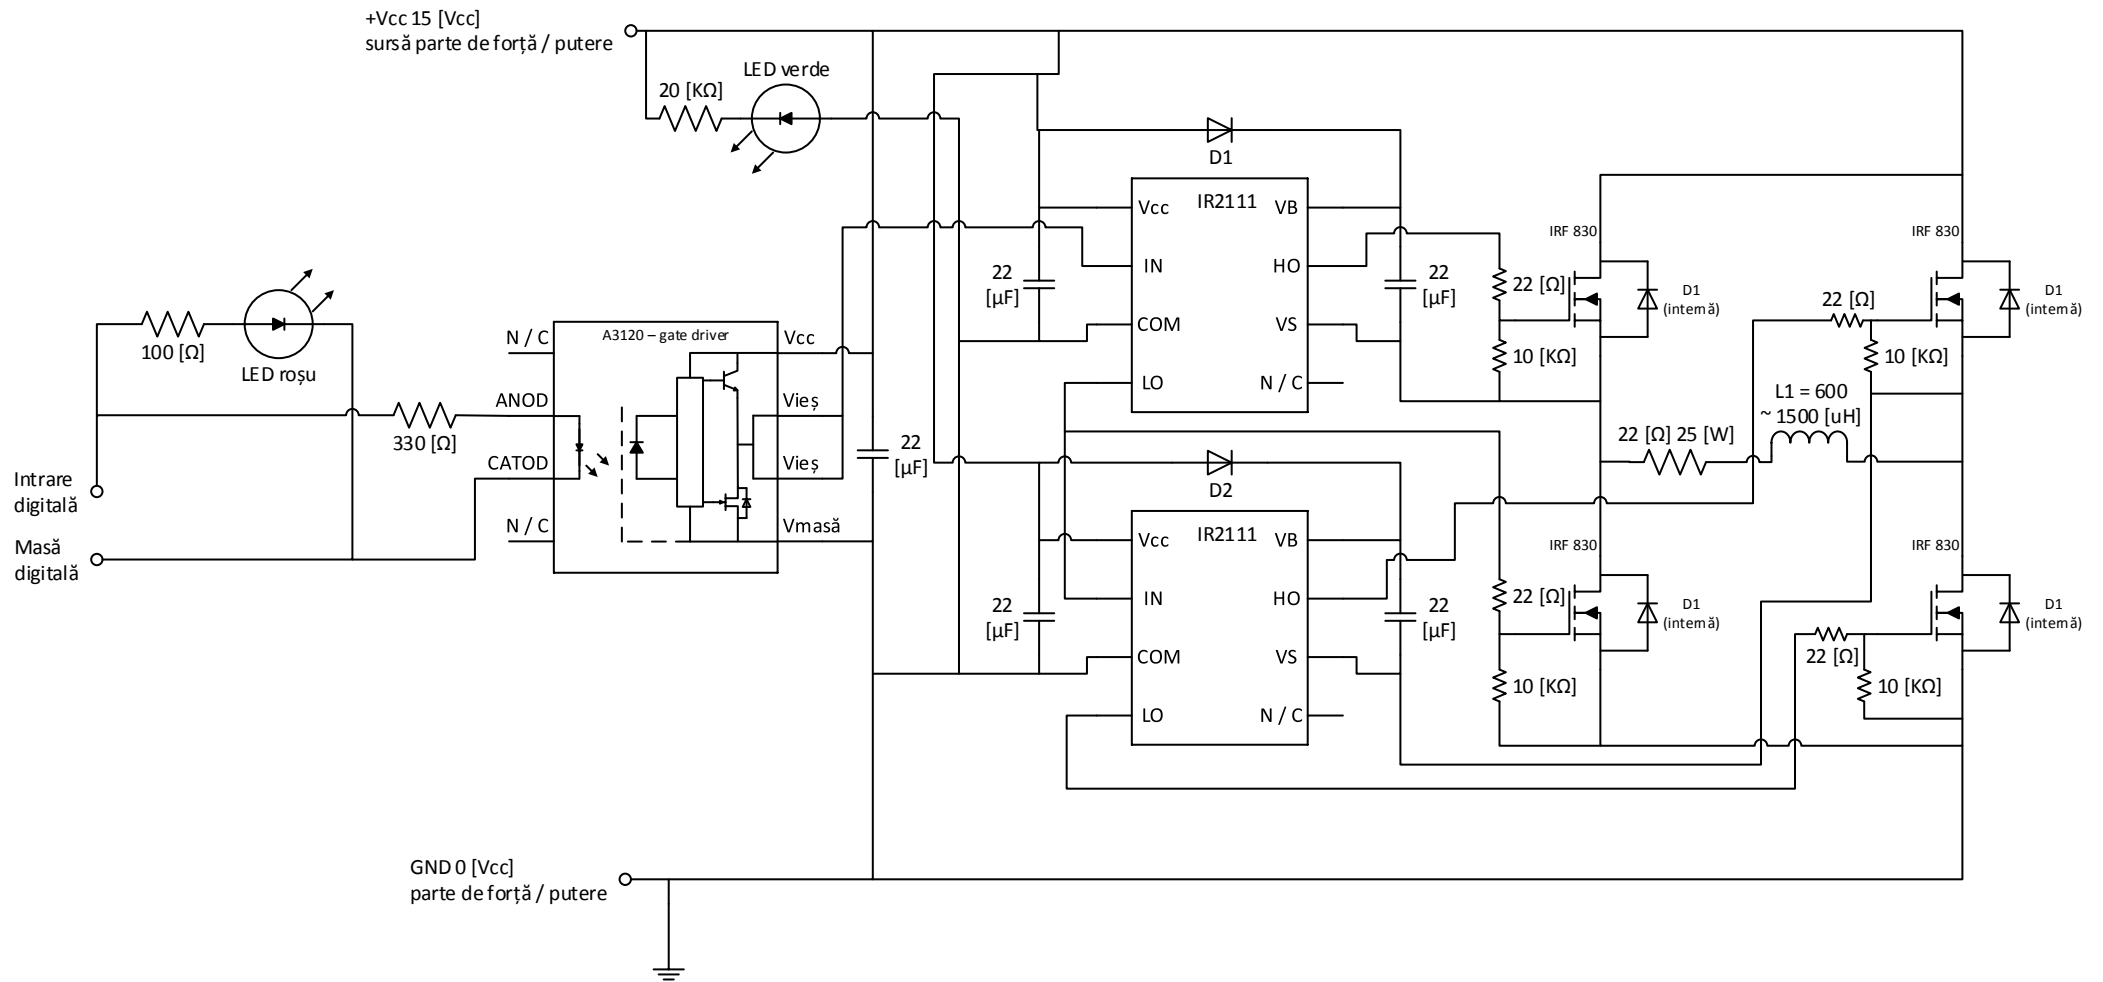 +Vcc 15 [Vcc]
sursă parte de forță / putere
LED verde
20 [KΩ]
D1
IR2111
Vcc
VB
IN
HO
COM
VS
LO
N / C
22
[µF]
22
[µF]
IRF 830
22 [Ω]
10 [KΩ]
D1
(internă)
IRF 830
22 [Ω]
10 [KΩ]
D1
(internă)
L1 = 600
~ 1500 [uH]
22 [Ω] 25 [W]
100 [Ω]
LED roșu
330 [Ω]
Intrare
digitală
Masă
digitală
A3120 – gate driver
N / C
ANOD
CATOD
N / C
Vcc
Vieș
Vieș
Vmasă
22
[µF]
D2
IR2111
Vcc
VB
IN
HO
COM
VS
LO
N / C
22
[µF]
22
[µF]
IRF 830
22 [Ω]
10 [KΩ]
D1
(internă)
IRF 830
22 [Ω]
10 [KΩ]
D1
(internă)
GND 0 [Vcc]
parte de forță / putere